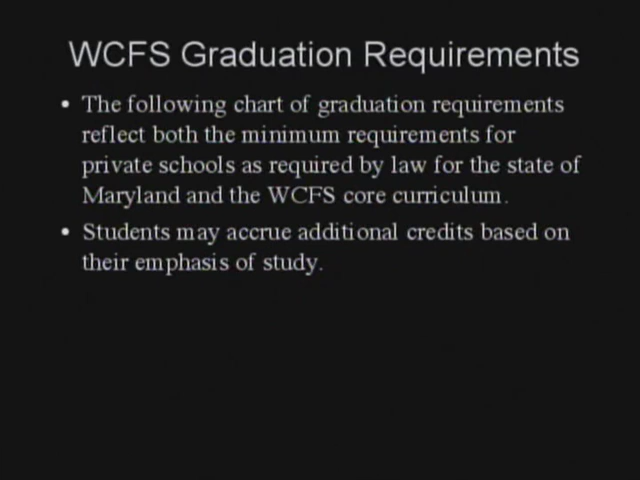 WCFS Graduation Requirements
• The following chart of graduation requirements
reflect both the minimum requirements for
private schools as required by law for the state of
Maryland and the WCFS core curriculum.
• Students may accrue additional credits based on
their emphasis of study.